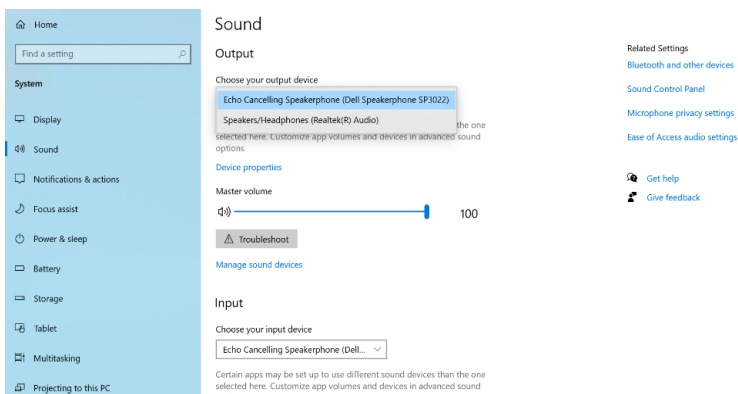 Home
Find a setting
System
Display
Sound
Notifications & actions
Focus assist
Power & sleep
Battery
Storage
Tablet
Multitasking
Projecting to this PC
Sound
Output
Choose your output device
Echo Cancelling Speakerphone (Dell Speakerphone SP3022)
Speakers/Headphones (Realtek(R) Audio)
the one
selected here. Customize app volumes and devices in advanced sound
options.
Device properties
Master volume
100
Troubleshoot
Manage sound devices
Input
Choose your input device
Echo Cancelling Speakerphone (Dell...
Certain apps may be set up to use different sound devices than the one
selected here. Customize app volumes and devices in advanced sound
Related Settings
Bluetooth and other devices
Sound Control Panel
Microphone privacy settings
Ease of Access audio settings
Get help
Give feedback